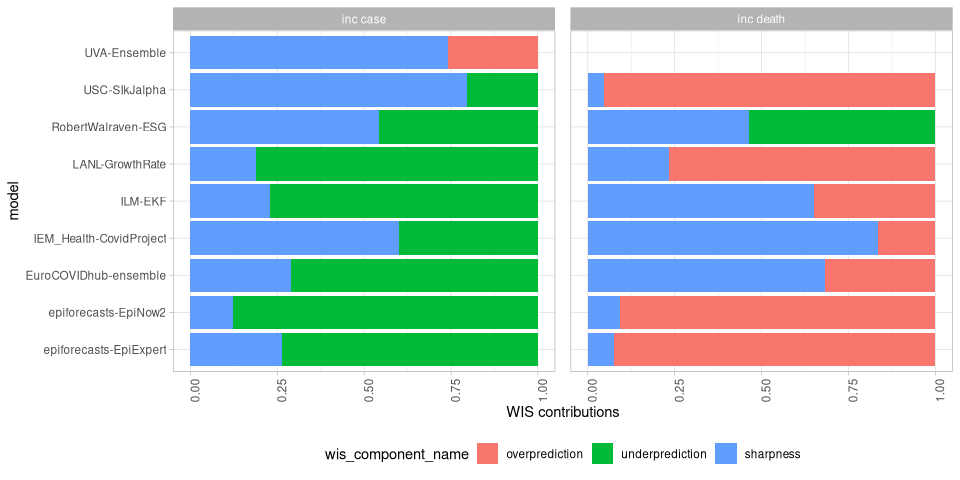 inc case
inc death
UVA-Ensemble
USC-SIkJalpha
RobertWalraven-ESG
LANL-GrowthRate
ILM-EKF
IEM_Health-CovidProject
EuroCOVIDhub-ensemble
epiforecasts-EpiNow2
epiforecasts-EpiExpert
model
0.00
0.25
0.50
0.75
1.00
0.00
0.25
0.50
0.75
1.00
WIS contributions
wis_component_name
overprediction
underprediction
sharpness